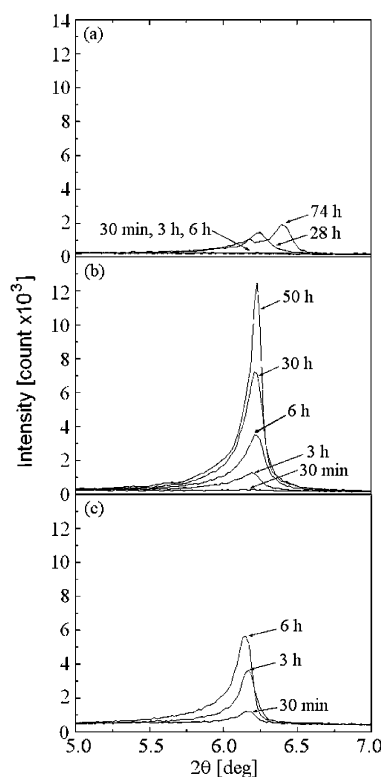 14
(a)
12
10
8
6
4
74 h
30 min, 3 h, 6 h
28 h
2
0
(b)
12
50 h
10
8
30 h
6
6 h
4
3 h
2
30 min
0
(c)
12
10
8
6 h
6
3 h
4
30 min
2
0
5.0 5.5 6.0 6.5 7.0
2θ [deg]
Intensity [count x10³]